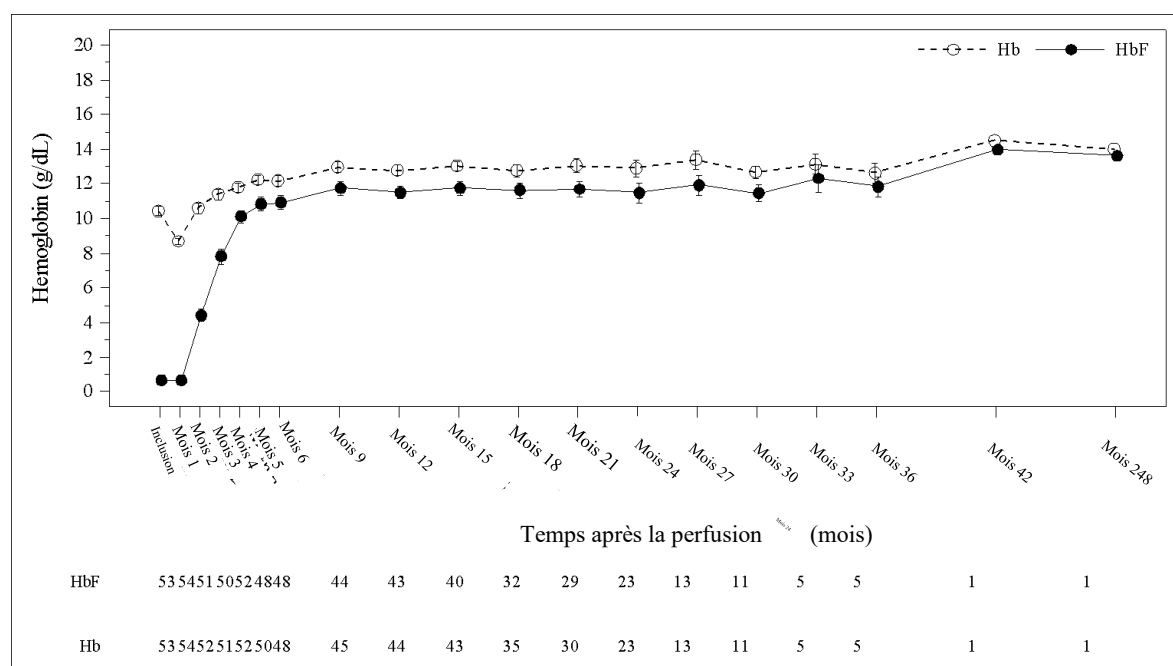 Hb HbF
20
18
16
14
12
10
8
6
4
2
0
Hemoglobin (g/dL)
Inclusion Mois 1 Mois 2 Mois 3 Mois 4 Mois 5 Mois 6 Mois 9 Mois 12 Mois 15 Mois 18 Mois 21 Mois 24 Mois 27 Mois 30 Mois 33 Mois 36 Mois 42 Mois 248
Temps après la perfusion Mois 24 (mois)
HbF 53 54 51 50 52 48 48 44 43 40 32 29 23 13 11 5 5 1 1
Hb 53 54 52 51 52 50 48 45 44 43 35 30 23 13 11 5 5 1 1